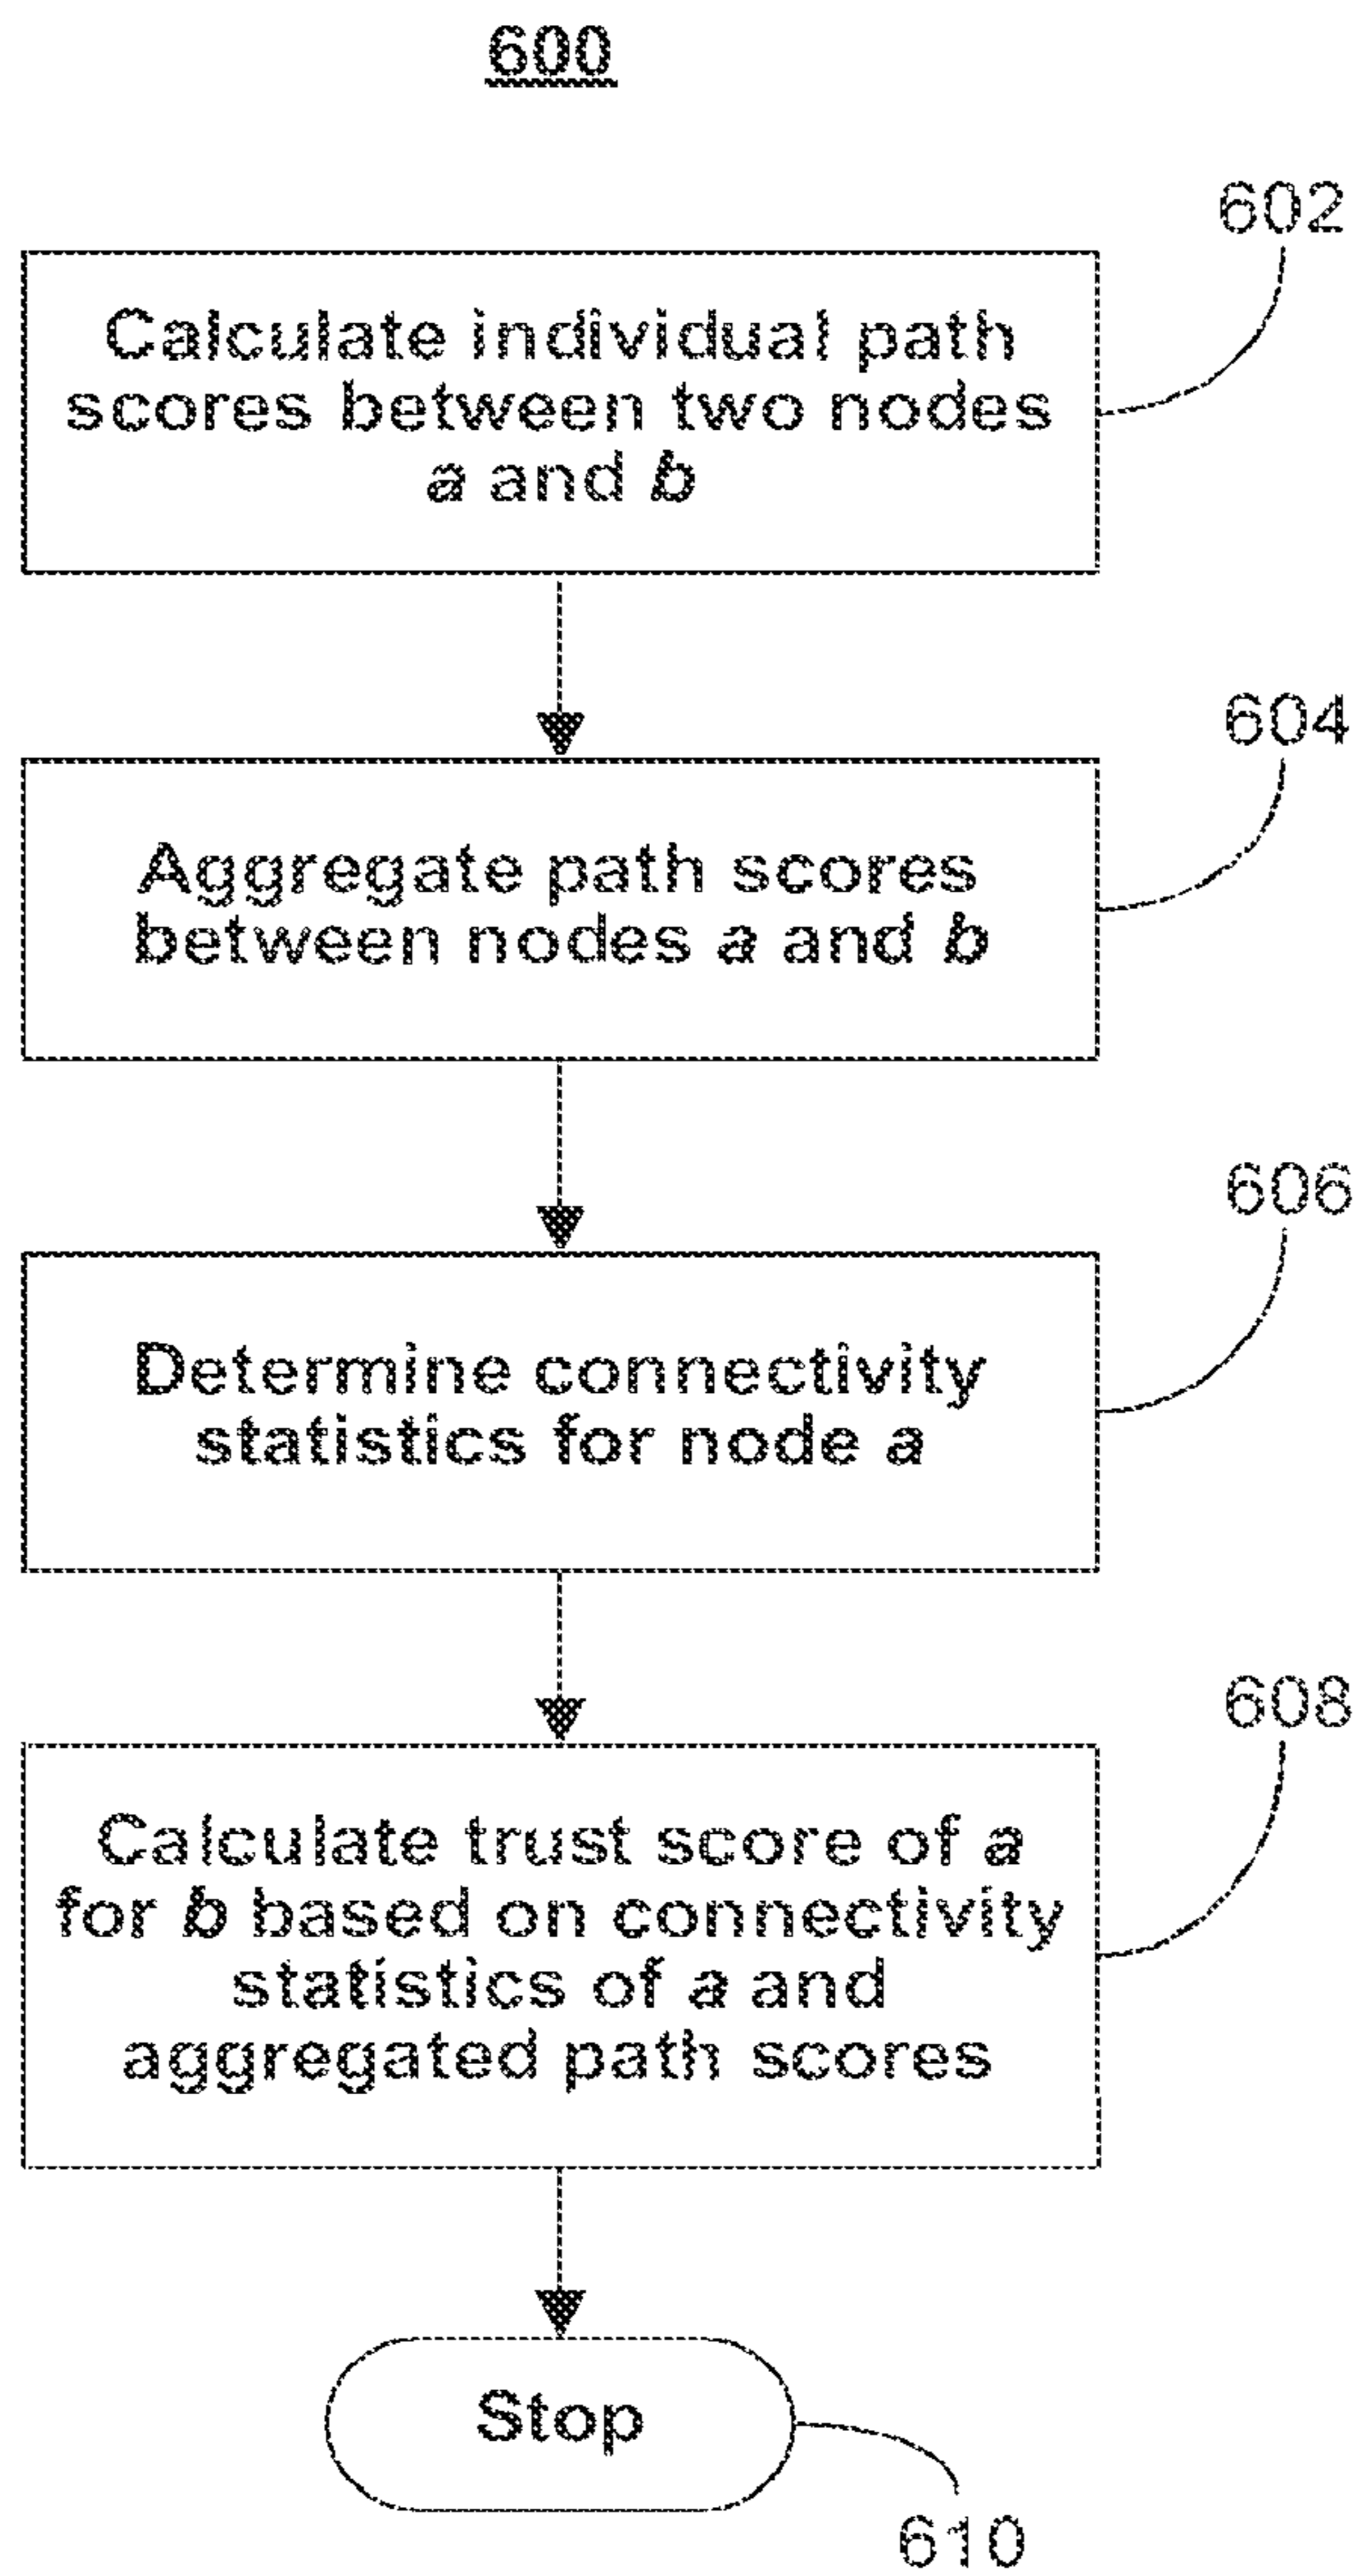 600
602
Calculate individual path
scores between two nodes
a and b
604
Aggregate path scores
between nodes a and b
606
Determine connectivity
statistics for node a
608
Calculate trust score of a
for b based on connectivity
statistics of a and
aggregated path scores
Stop
610